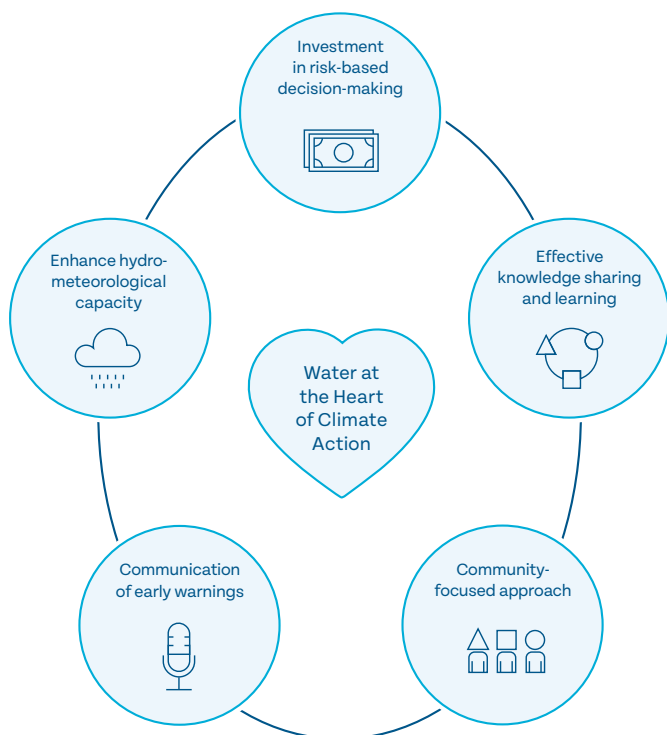 Investment
in risk-based
decision-making
Effective
knowledge sharing
and learning
Enhance hydro-
meteorological
capacity
Water at
the Heart
of Climate
Action
Communication
of early warnings
Community-
focused approach